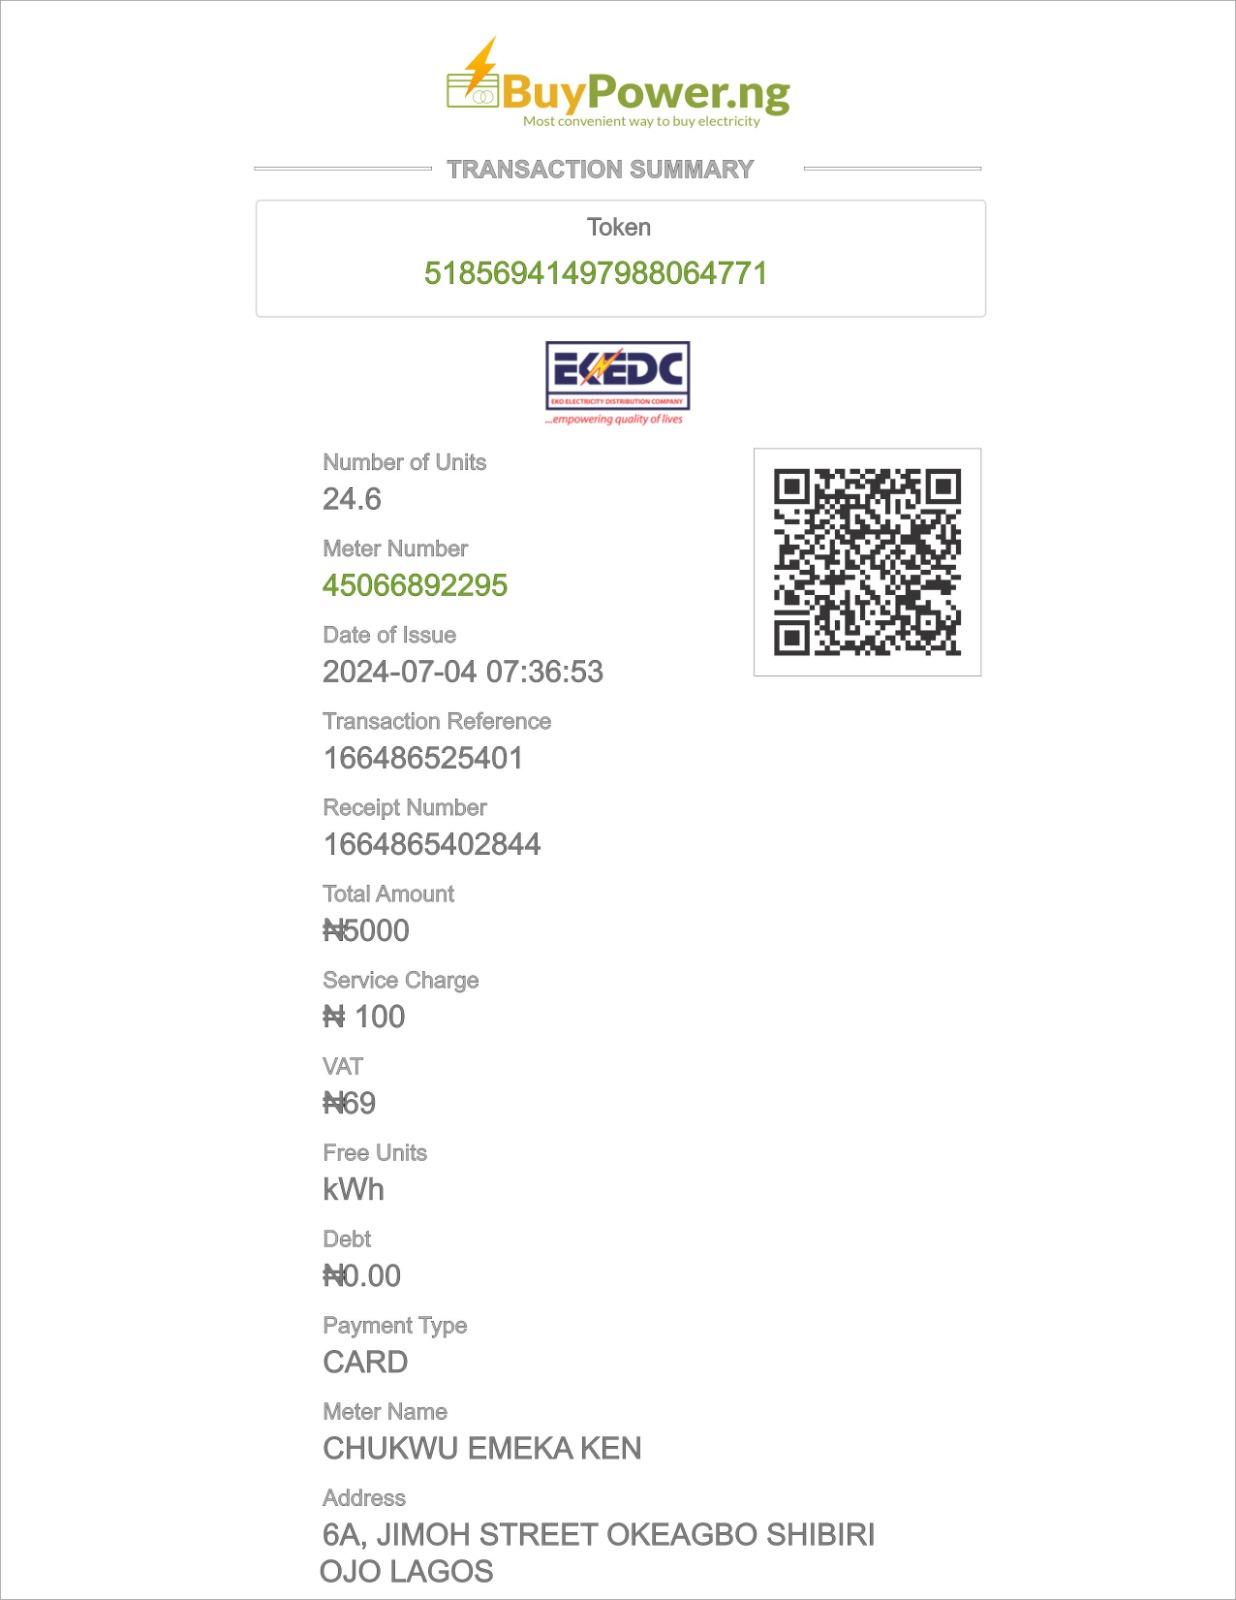 BuyPower.ng
Most convenient way to buy electricity
TRANSACTION SUMMARY
Token
51856941497988064771
EKEDC
EKO ELECTRICITY DISTRIBUTION COMPANY
...empowering quality of lives
Number of Units
24.6
Meter Number
45066892295
Date of Issue
2024-07-04 07:36:53
Transaction Reference
166486525401
Receipt Number
1664865402844
Total Amount
₦5000
Service Charge
₦ 100
VAT
₦69
Free Units
kWh
Debt
₦0.00
Payment Type
CARD
Meter Name
CHUKWU EMEKA KEN
Address
6A, JIMOH STREET OKEAGBO SHIBIRI
OJO LAGOS